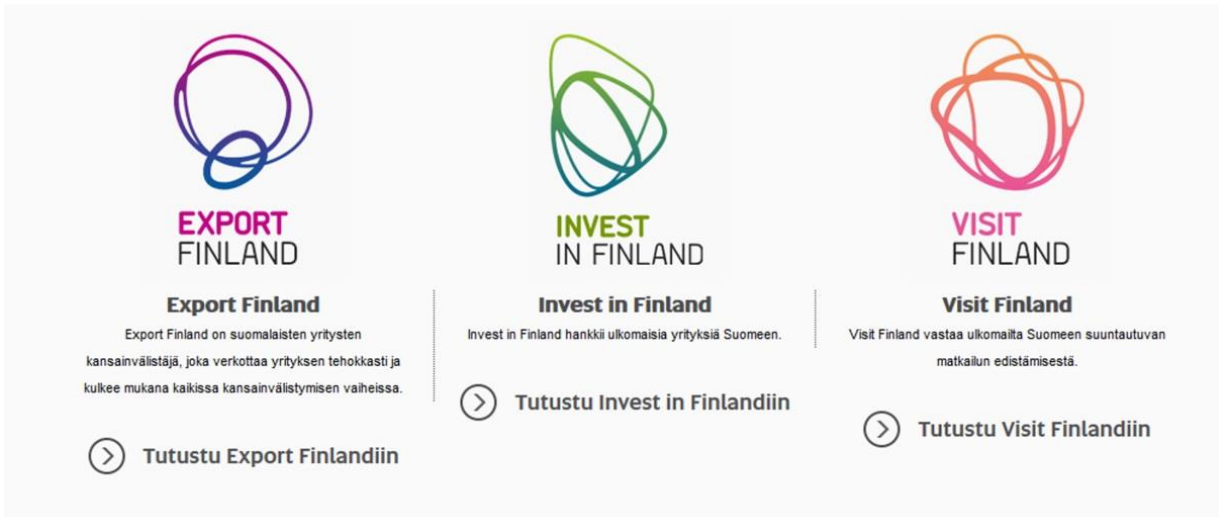 EXPORT
FINLAND
Export Finland
Export Finland on suomalaisten yritysten
kansainvälistäjä, joka verkottaa yrityksen tehokkasti ja
kulkee mukana kaikissa kansainvälistymisen vaiheissa.
Tutustu Export Finlandiin
INVEST
IN FINLAND
Invest in Finland
Invest in Finland hankkii ulkomaisia yrityksiä Suomeen.
Tutustu Invest in Finlandiin
VISIT
FINLAND
Visit Finland
Visit Finland vastaa ulkomailta Suomeen suuntautuvan
matkailun edistämisestä.
Tutustu Visit Finlandiin